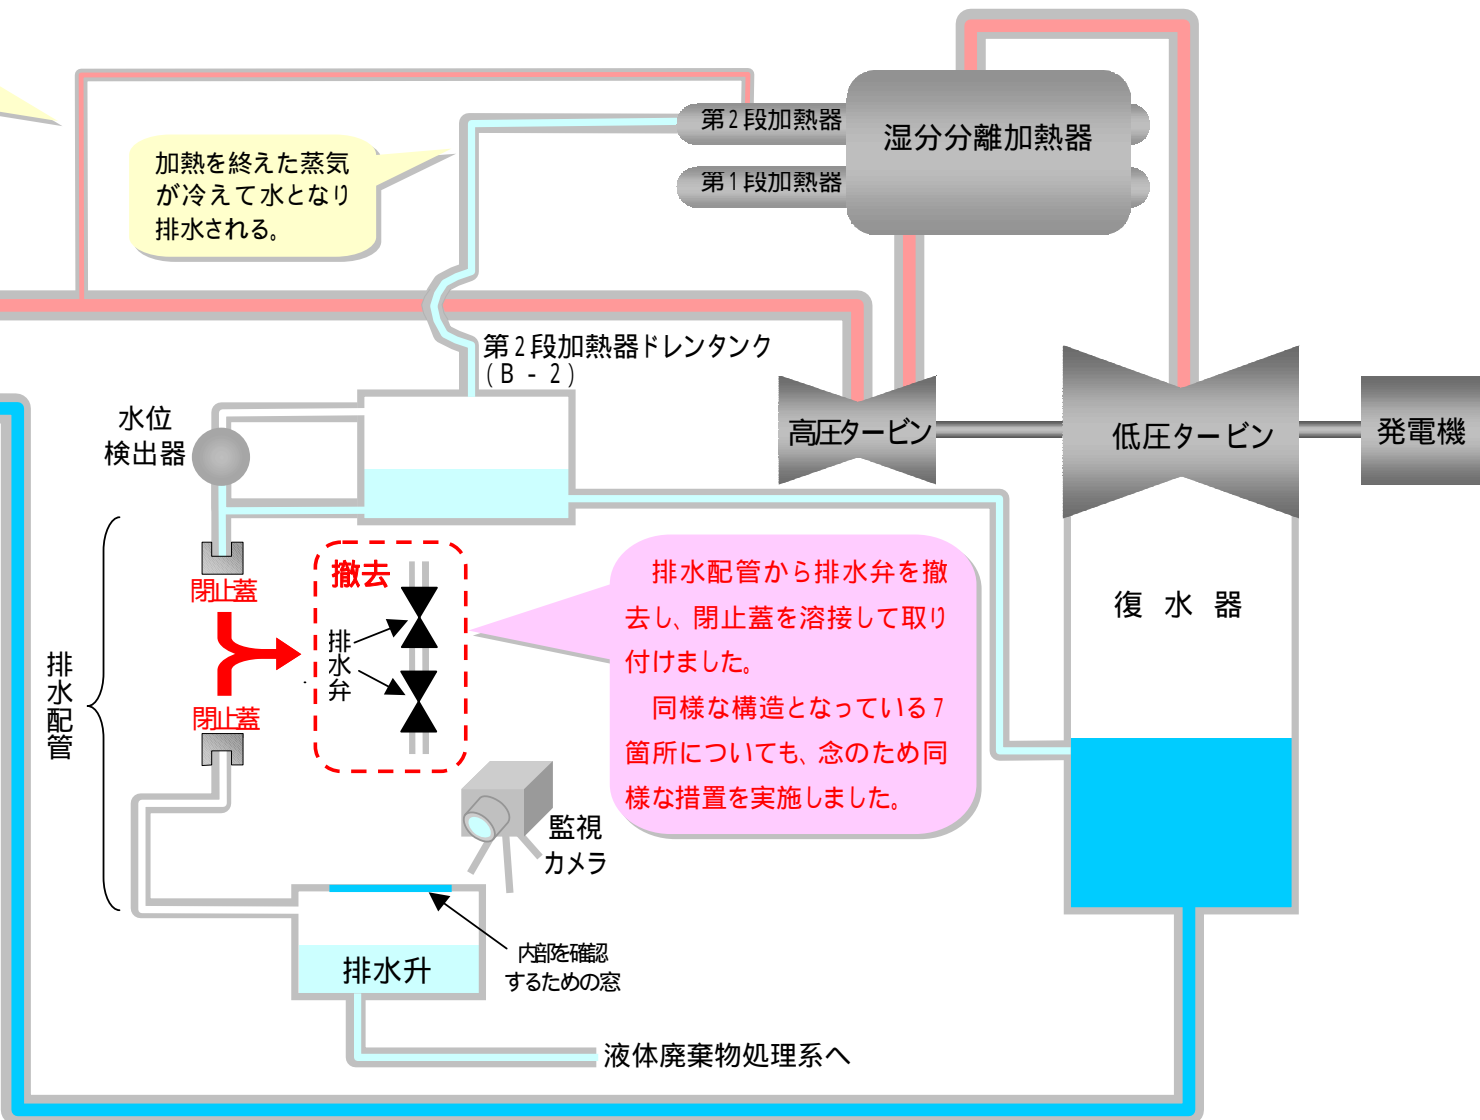 第2段加熱器
湿分分離加熱器
第1段加熱器
加熱を終えた蒸気
が冷えて水となり
排水される。
第2段加熱器ドレンタンク
(B-2)
水位
検出器
高圧タービン
低圧タービン
発電機
閉止蓋
撤去
排水弁
排水配管
閉止蓋
排水配管から排水弁を撤
去し、閉止蓋を溶接して取り
付けました。
同様な構造となっている7
箇所についても、念のため同
様な措置を実施しました。
復水器
監視
カメラ
内部を確認
するための窓
排水升
液体廃棄物処理系へ